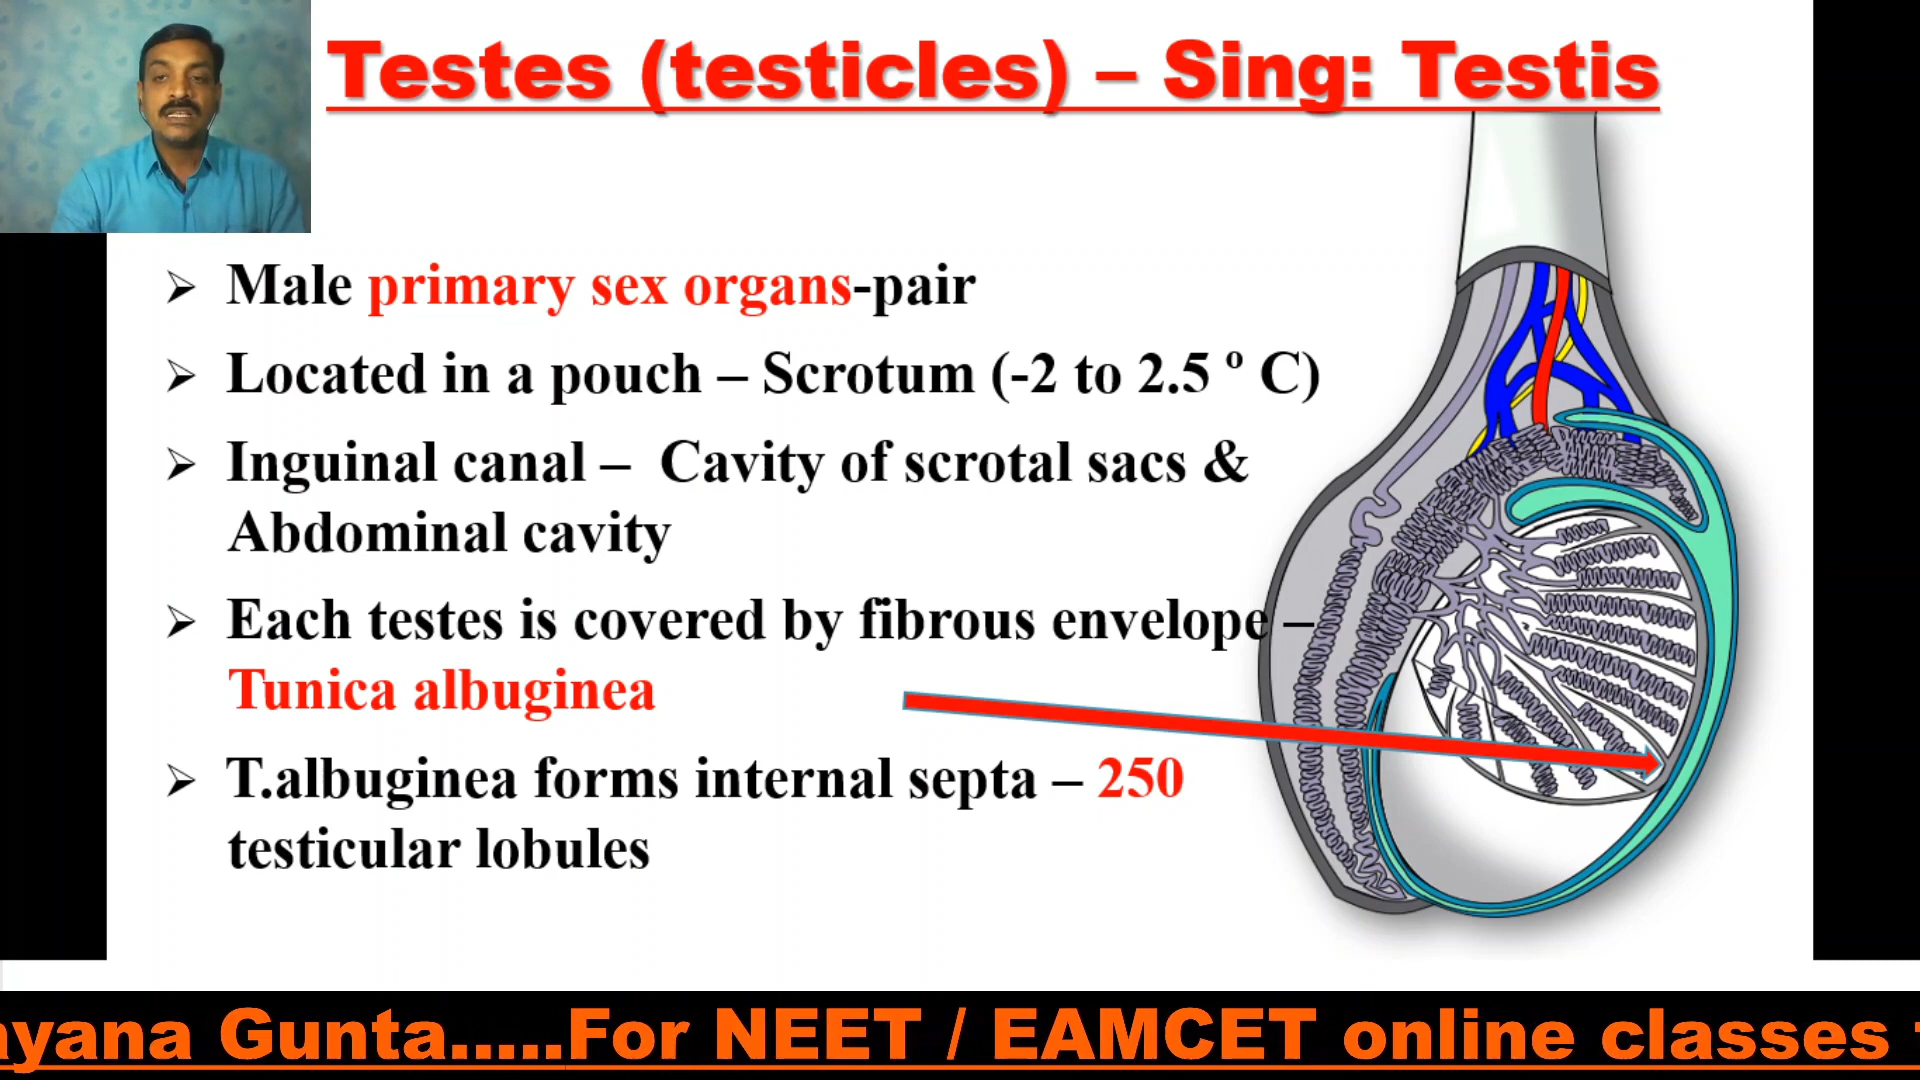 Testes (testicles) – Sing: Testis
➢ Male primary sex organs-pair
➢ Located in a pouch – Scrotum (-2 to 2.5 º C)
➢ Inguinal canal – Cavity of scrotal sacs &
Abdominal cavity
➢ Each testes is covered by fibrous envelope –
Tunica albuginea
➢ T.albuginea forms internal septa – 250
testicular lobules
ayana Gunta.....For NEET / EAMCET online classes